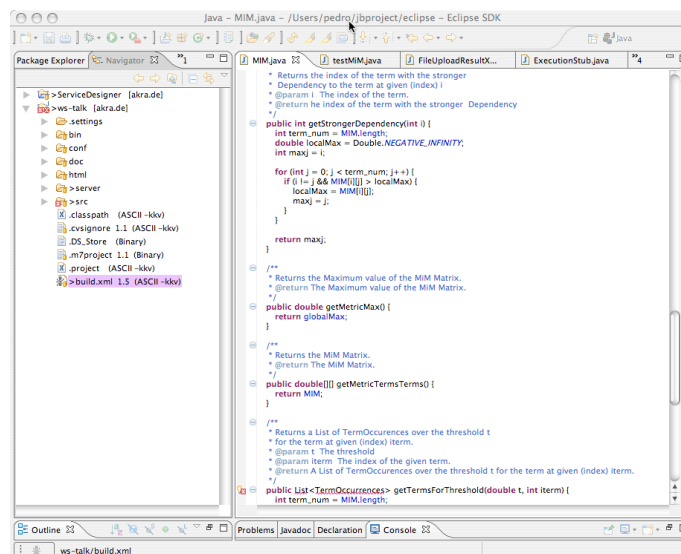 Java - MIM.java - /Users/pedro/jbproject/eclipse - Eclipse SDK
Java
Package Explorer Navigator »1
>ServiceDesigner [akra.de]
>ws-talk [akra.de]
.settings
bin
conf
doc
html
>server
>src
.classpath (ASCII -kkv)
.cvsignore 1.1 (ASCII -kkv)
.DS_Store (Binary)
.m7project 1.1 (Binary)
.project (ASCII -kkv)
>build.xml 1.5 (ASCII -kkv)
MIM.java testMiM.java FileUploadResultX... ExecutionStub.java »4
* Returns the index of the term with the stronger
* Dependency to the term at given (index) i
* @param i The index of the term.
* @return he index of the term with the stronger Dependency
*/
public int getStrongerDependency(int i) {
int term_num = MIM.length;
double localMax = Double.NEGATIVE_INFINITY;
int maxj = i;
for (int j = 0; j < term_num; j++) {
if (i != j && MIM[i][j] > localMax) {
localMax = MIM[i][j];
maxj = j;
}
}
return maxj;
}
/**
* Returns the Maximum value of the MiM Matrix.
* @return The Maximum value of the MiM Matrix.
*/
public double getMetricMax() {
return globalMax;
}
/**
* Returns the MiM Matrix.
* @return The MiM Matrix.
*/
public double[][] getMetricTermsTerms() {
return MIM;
}
/**
* Returns a List of TermOccurences over the threshold t
* for the term at given (index) iterm.
* @param t The threshold
* @param iterm The index of the given term.
* @return A List of TermOccurences over the threshold t for the term at given (index) iterm.
*/
public List<TermOccurrences> getTermsForThreshold(double t, int iterm) {
int term_num = MIM.length;
Outline
Problems Javadoc Declaration Console
ws-talk/build.xml